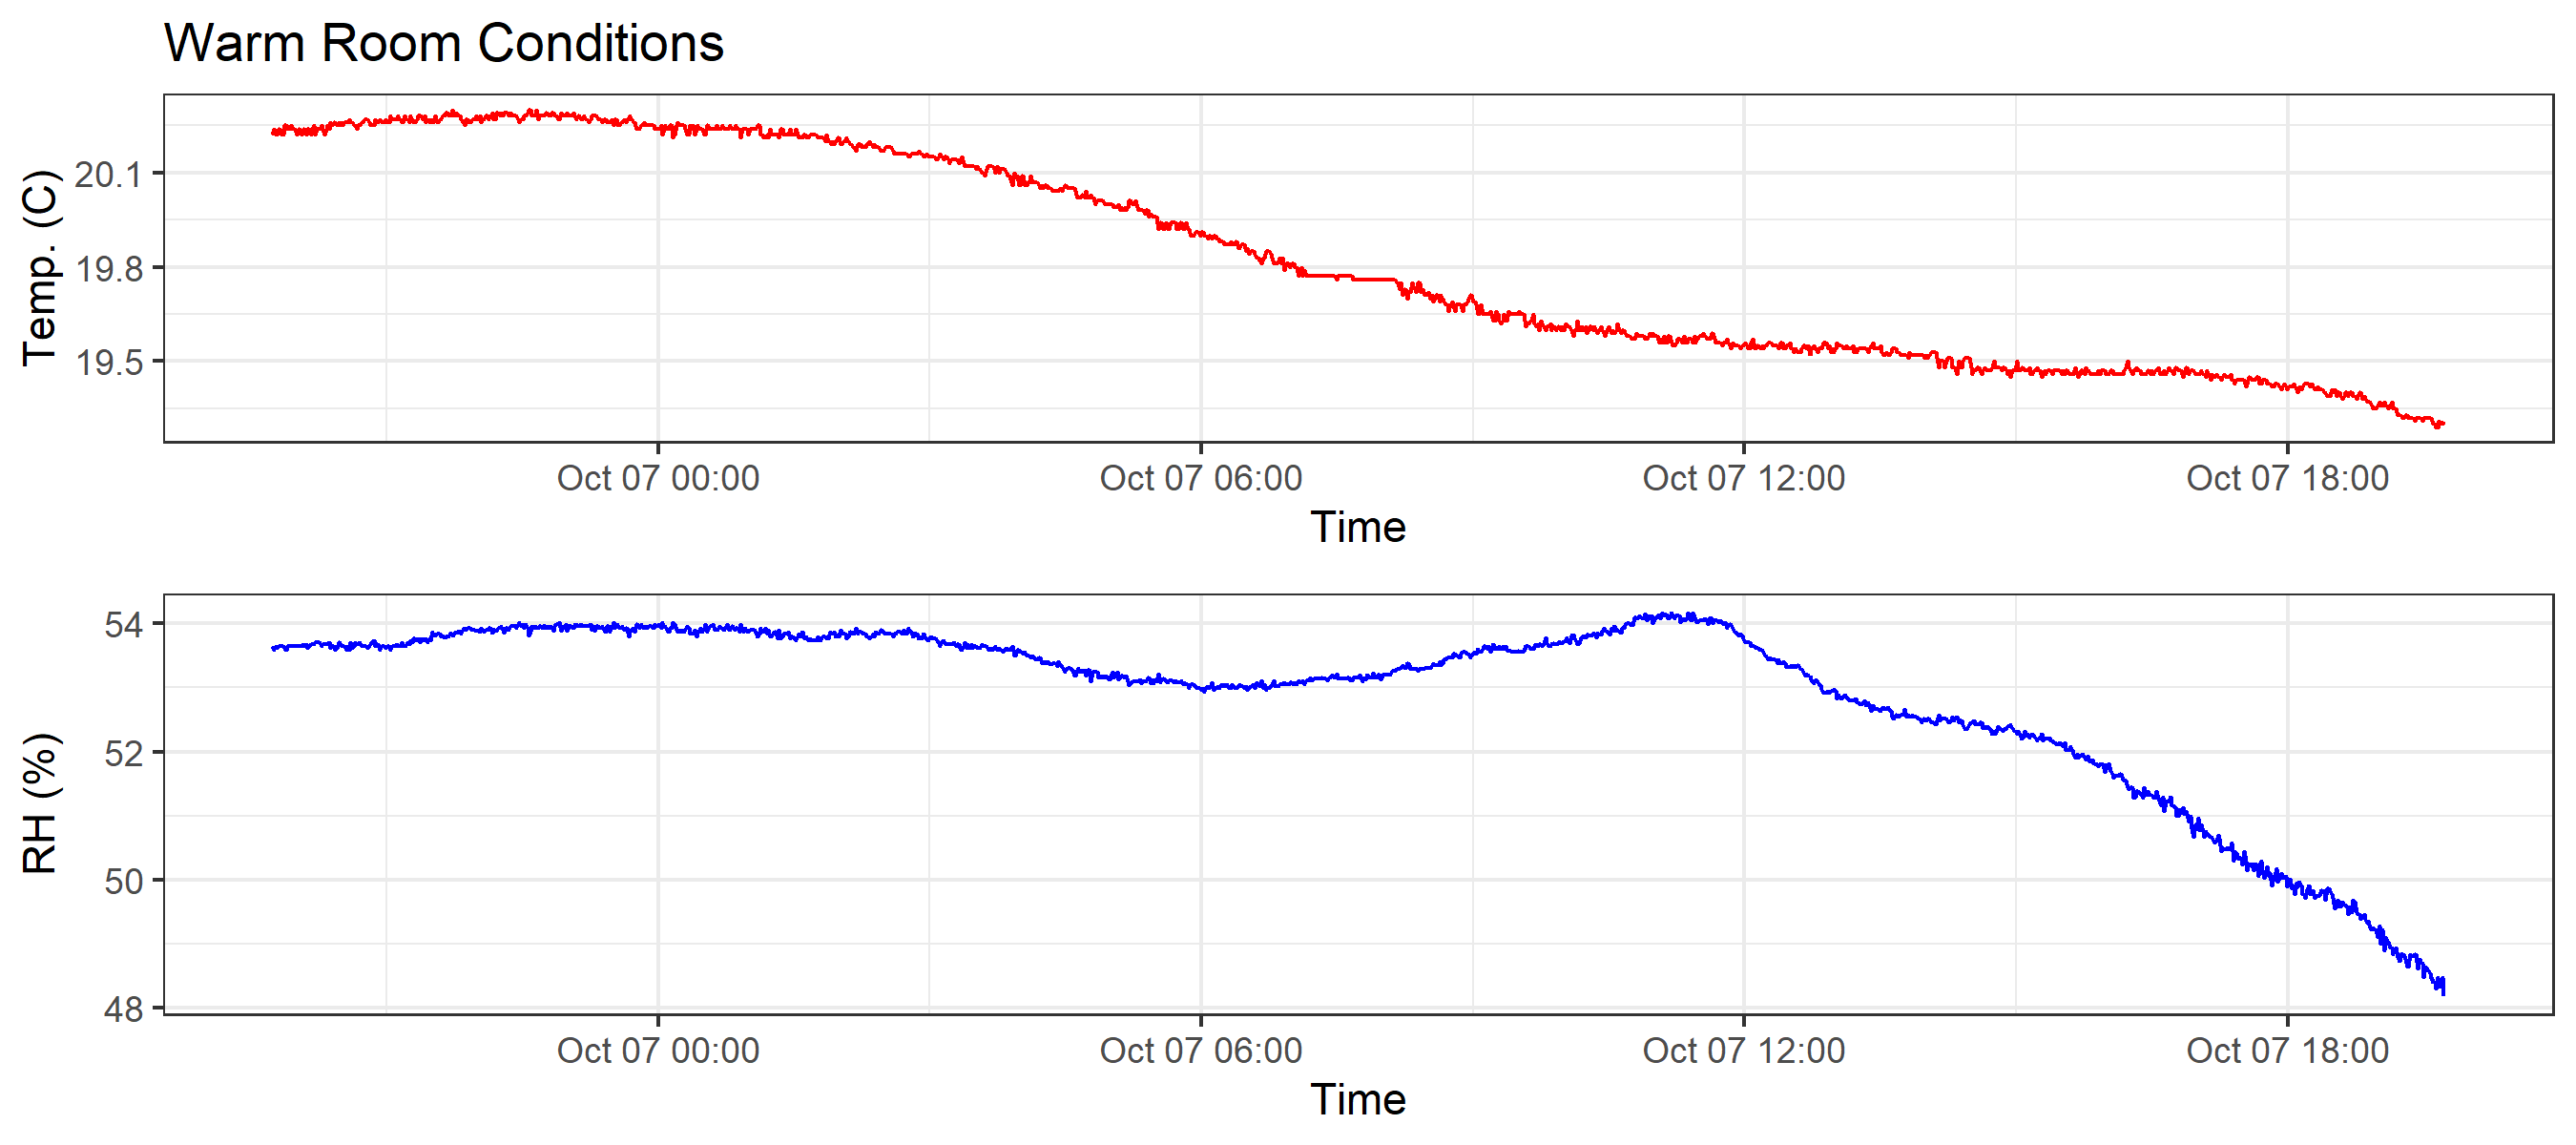 Warm Room Conditions
Temp. (C)
20.1
19.8
19.5
Oct 07 00:00 Oct 07 06:00 Oct 07 12:00 Oct 07 18:00
Time
RH (%)
54
52
50
48
Oct 07 00:00 Oct 07 06:00 Oct 07 12:00 Oct 07 18:00
Time